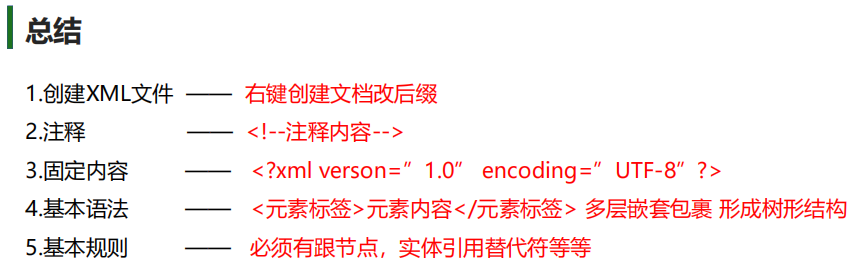 总结
1.创建XML文件 —— 右键创建文档改后缀
2.注释 —— <!--注释内容-->
3.固定内容 —— <?xml verson=”1.0” encoding=”UTF-8”?>
4.基本语法 —— <元素标签>元素内容</元素标签> 多层嵌套包裹 形成树形结构
5.基本规则 —— 必须有跟节点，实体引用替代符等等